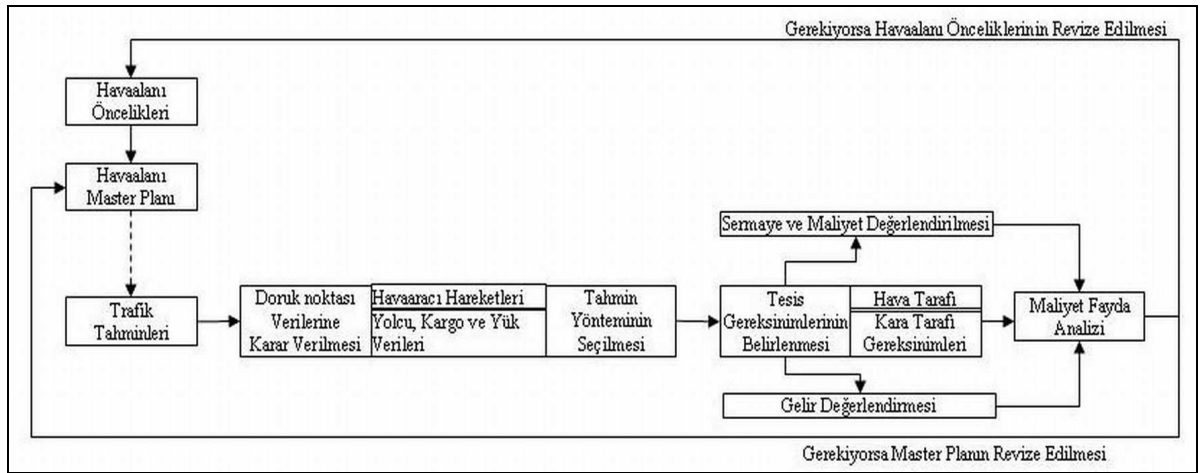 Gerekiyorsa Havaalanı Önceliklerinin Revize Edilmesi
Havaalanı
Öncelikleri
Havaalanı
Master Planı
Trafik
Tahminleri
Doruk noktası
Verilerine
Karar Verilmesi
Havaaracı Hareketleri
Yolcu, Kargo ve Yük
Verileri
Tahmin
Yönteminin
Seçilmesi
Sermaye ve Maliyet Değerlendirilmesi
Tesis
Gereksinimlerinin
Belirlenmesi
Hava Tarafı
Kara Tarafı
Gereksinimleri
Gelir Değerlendirmesi
Maliyet Fayda
Analizi
Gerekiyorsa Master Planın Revize Edilmesi